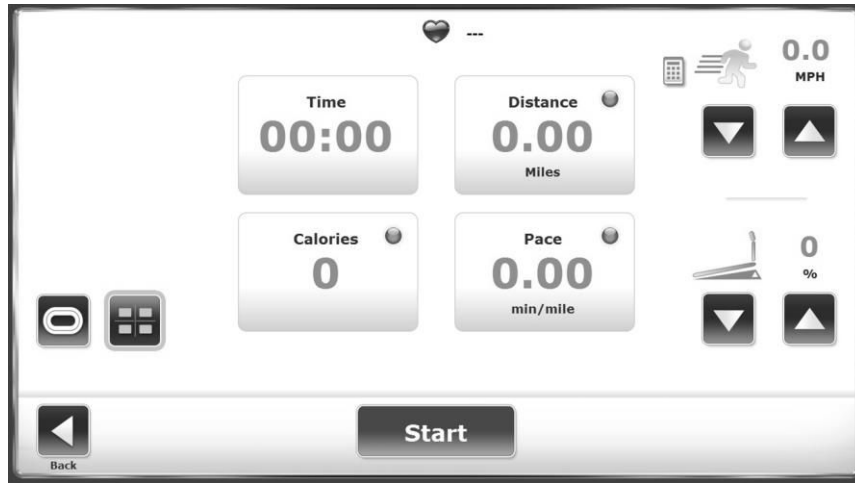 ---
0.0
MPH
Time
00:00
Distance
0.00
Miles
Calories
0
Pace
0.00
min/mile
0
%
Start
Back